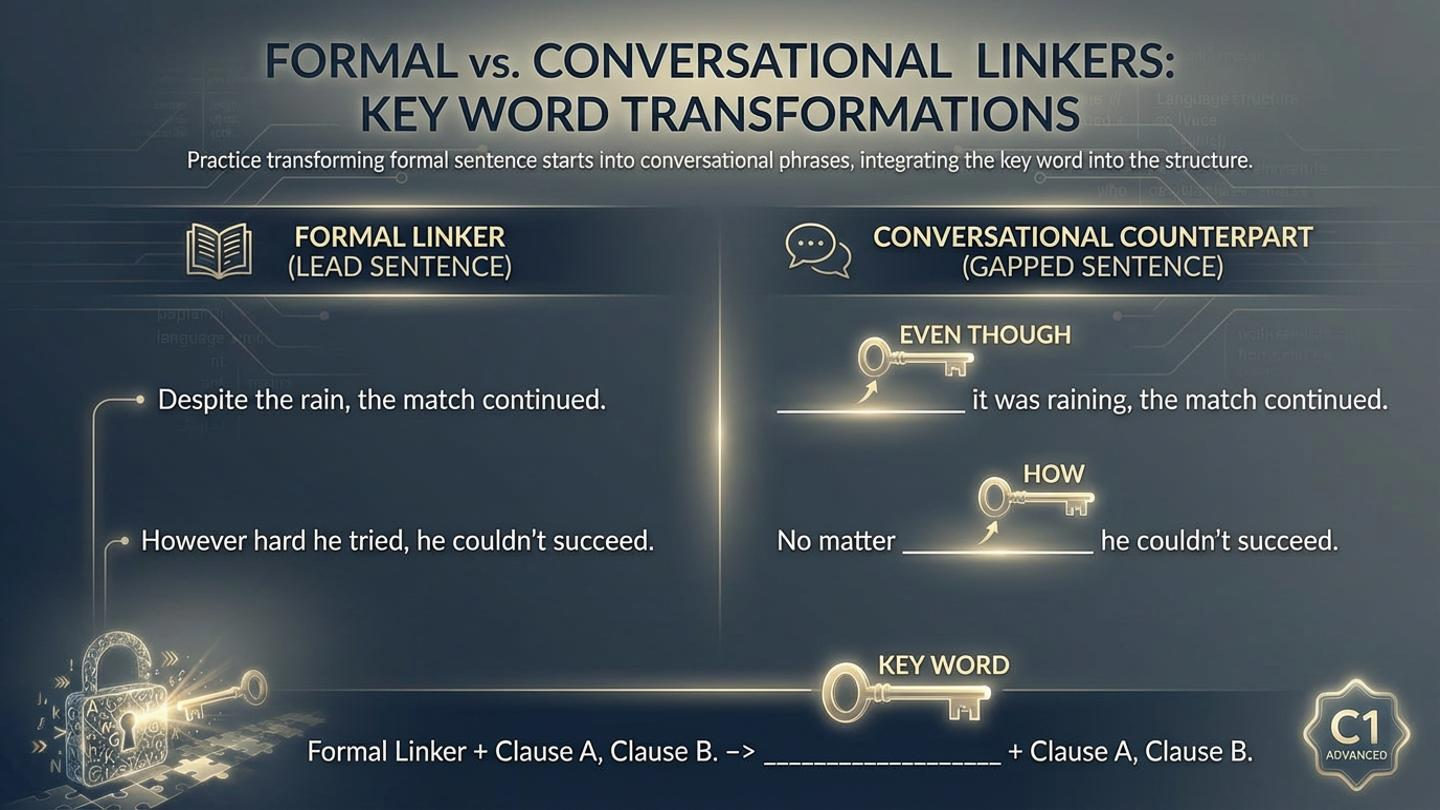 FORMAL vs. CONVERSATIONAL LINKERS:
KEY WORD TRANSFORMATIONS
Practice transforming formal sentence starts into conversational phrases, integrating the key word into the structure.
FORMAL LINKER
(LEAD SENTENCE)
CONVERSATIONAL COUNTERPART
(GAPPED SENTENCE)
Despite the rain, the match continued.
EVEN THOUGH
__________ it was raining, the match continued.
However hard he tried, he couldn't succeed.
HOW
No matter __________ he couldn't succeed.
KEY WORD
Formal Linker + Clause A, Clause B. –> ___________________ + Clause A, Clause B.
C1
ADVANCED